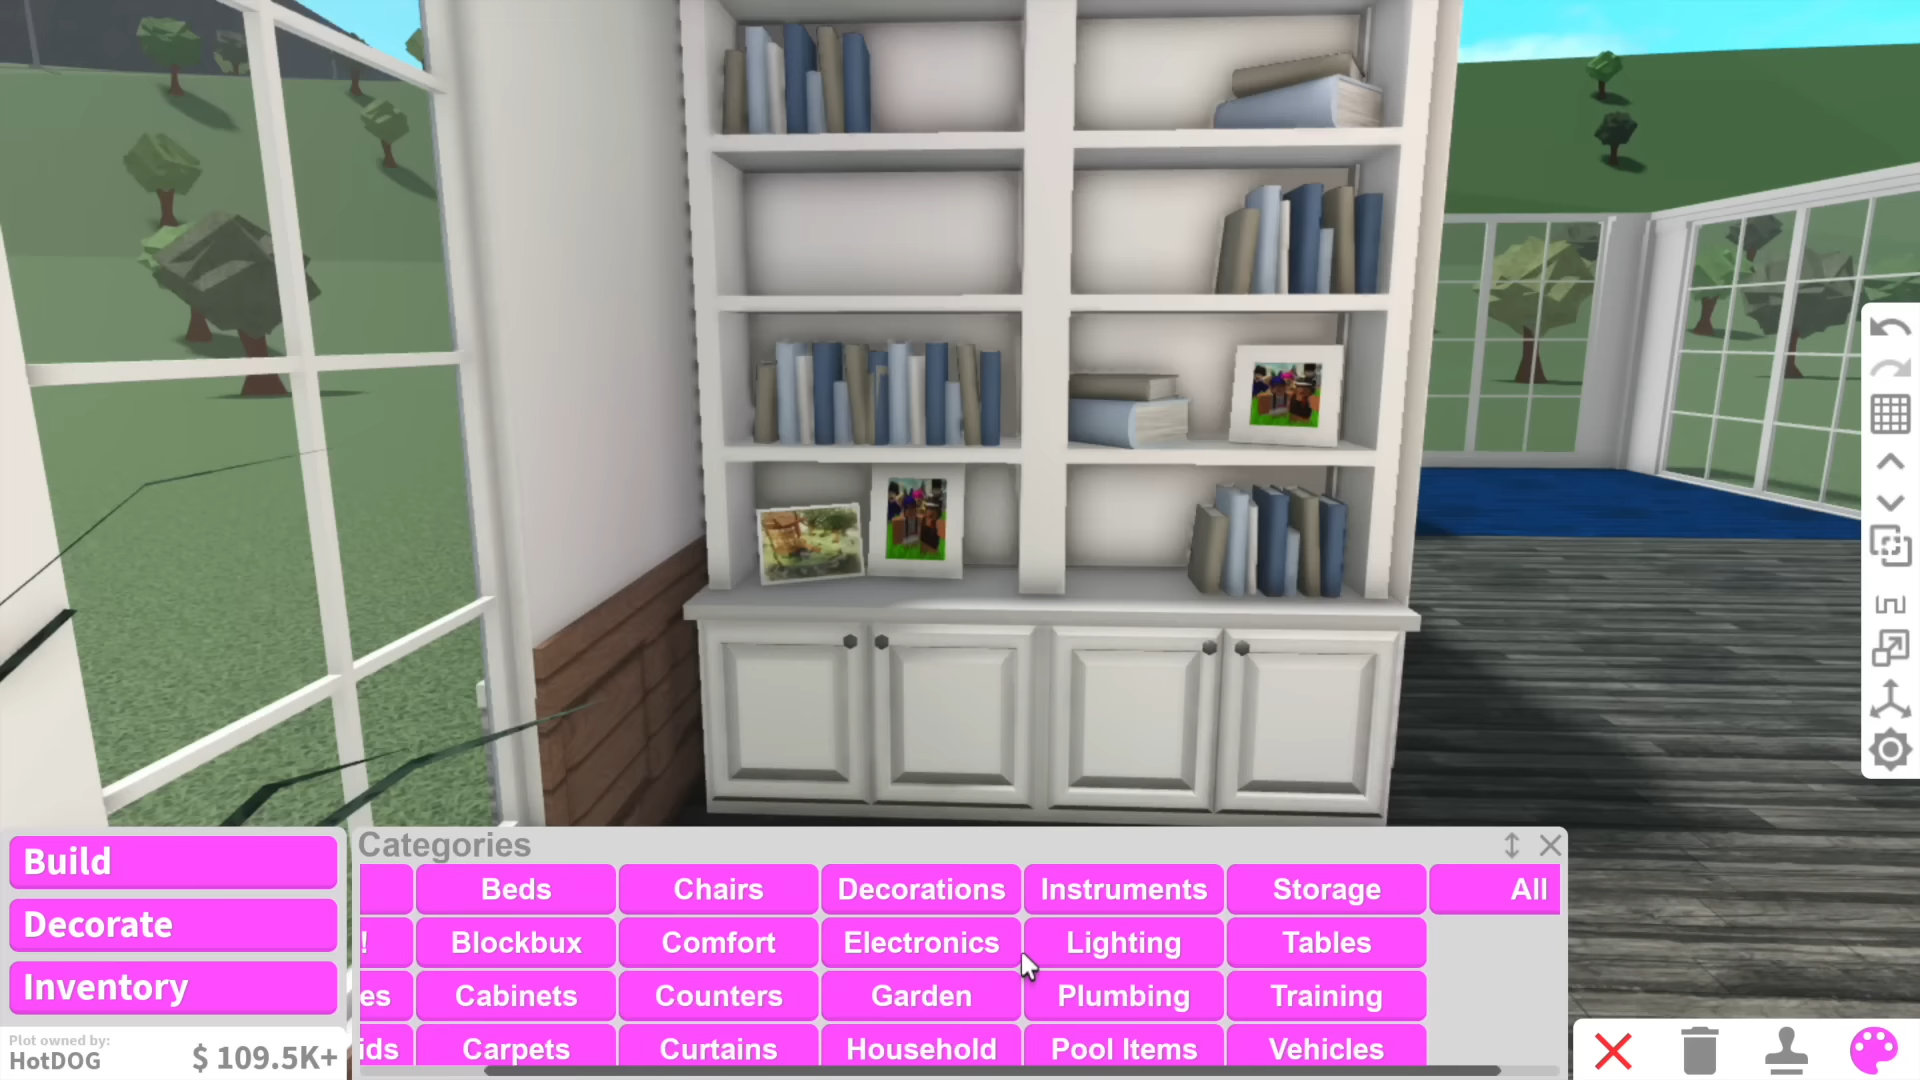 Categories
Build
Decorate
Inventory
Plot owned by:
HotDOG
$ 109.5K+
Beds Chairs Decorations Instruments Storage All
! Blockbux Comfort Electronics Lighting Tables
es Cabinets Counters Garden Plumbing Training
ids Carpets Curtains Household Pool Items Vehicles